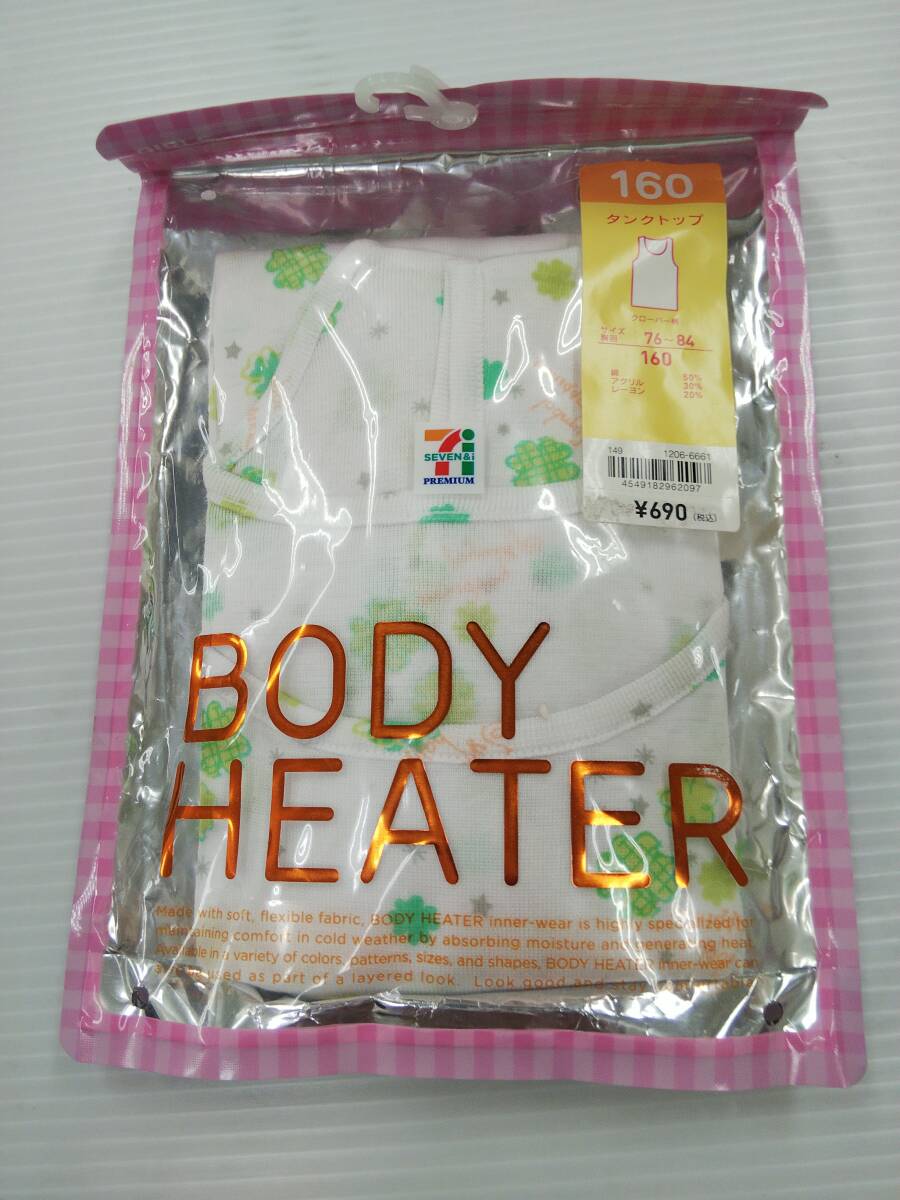 160
タンクトップ
クローバー柄
サイズ
胸囲 76~84
160
綿 50%
アクリル 30%
レーヨン 20%
149 1206-6661
4549182962097
¥690 (税込)
SEVEN&i
PREMIUM
BODY
HEATER
Made with soft, flexible fabric, BODY HEATER inner-wear is highly specialized for
maintaining comfort in cold weather by absorbing moisture and generating heat.
Available in a variety of colors, patterns, sizes, and shapes, BODY HEATER inner-wear can
used as part of a layered look. Look good and stay comfortable